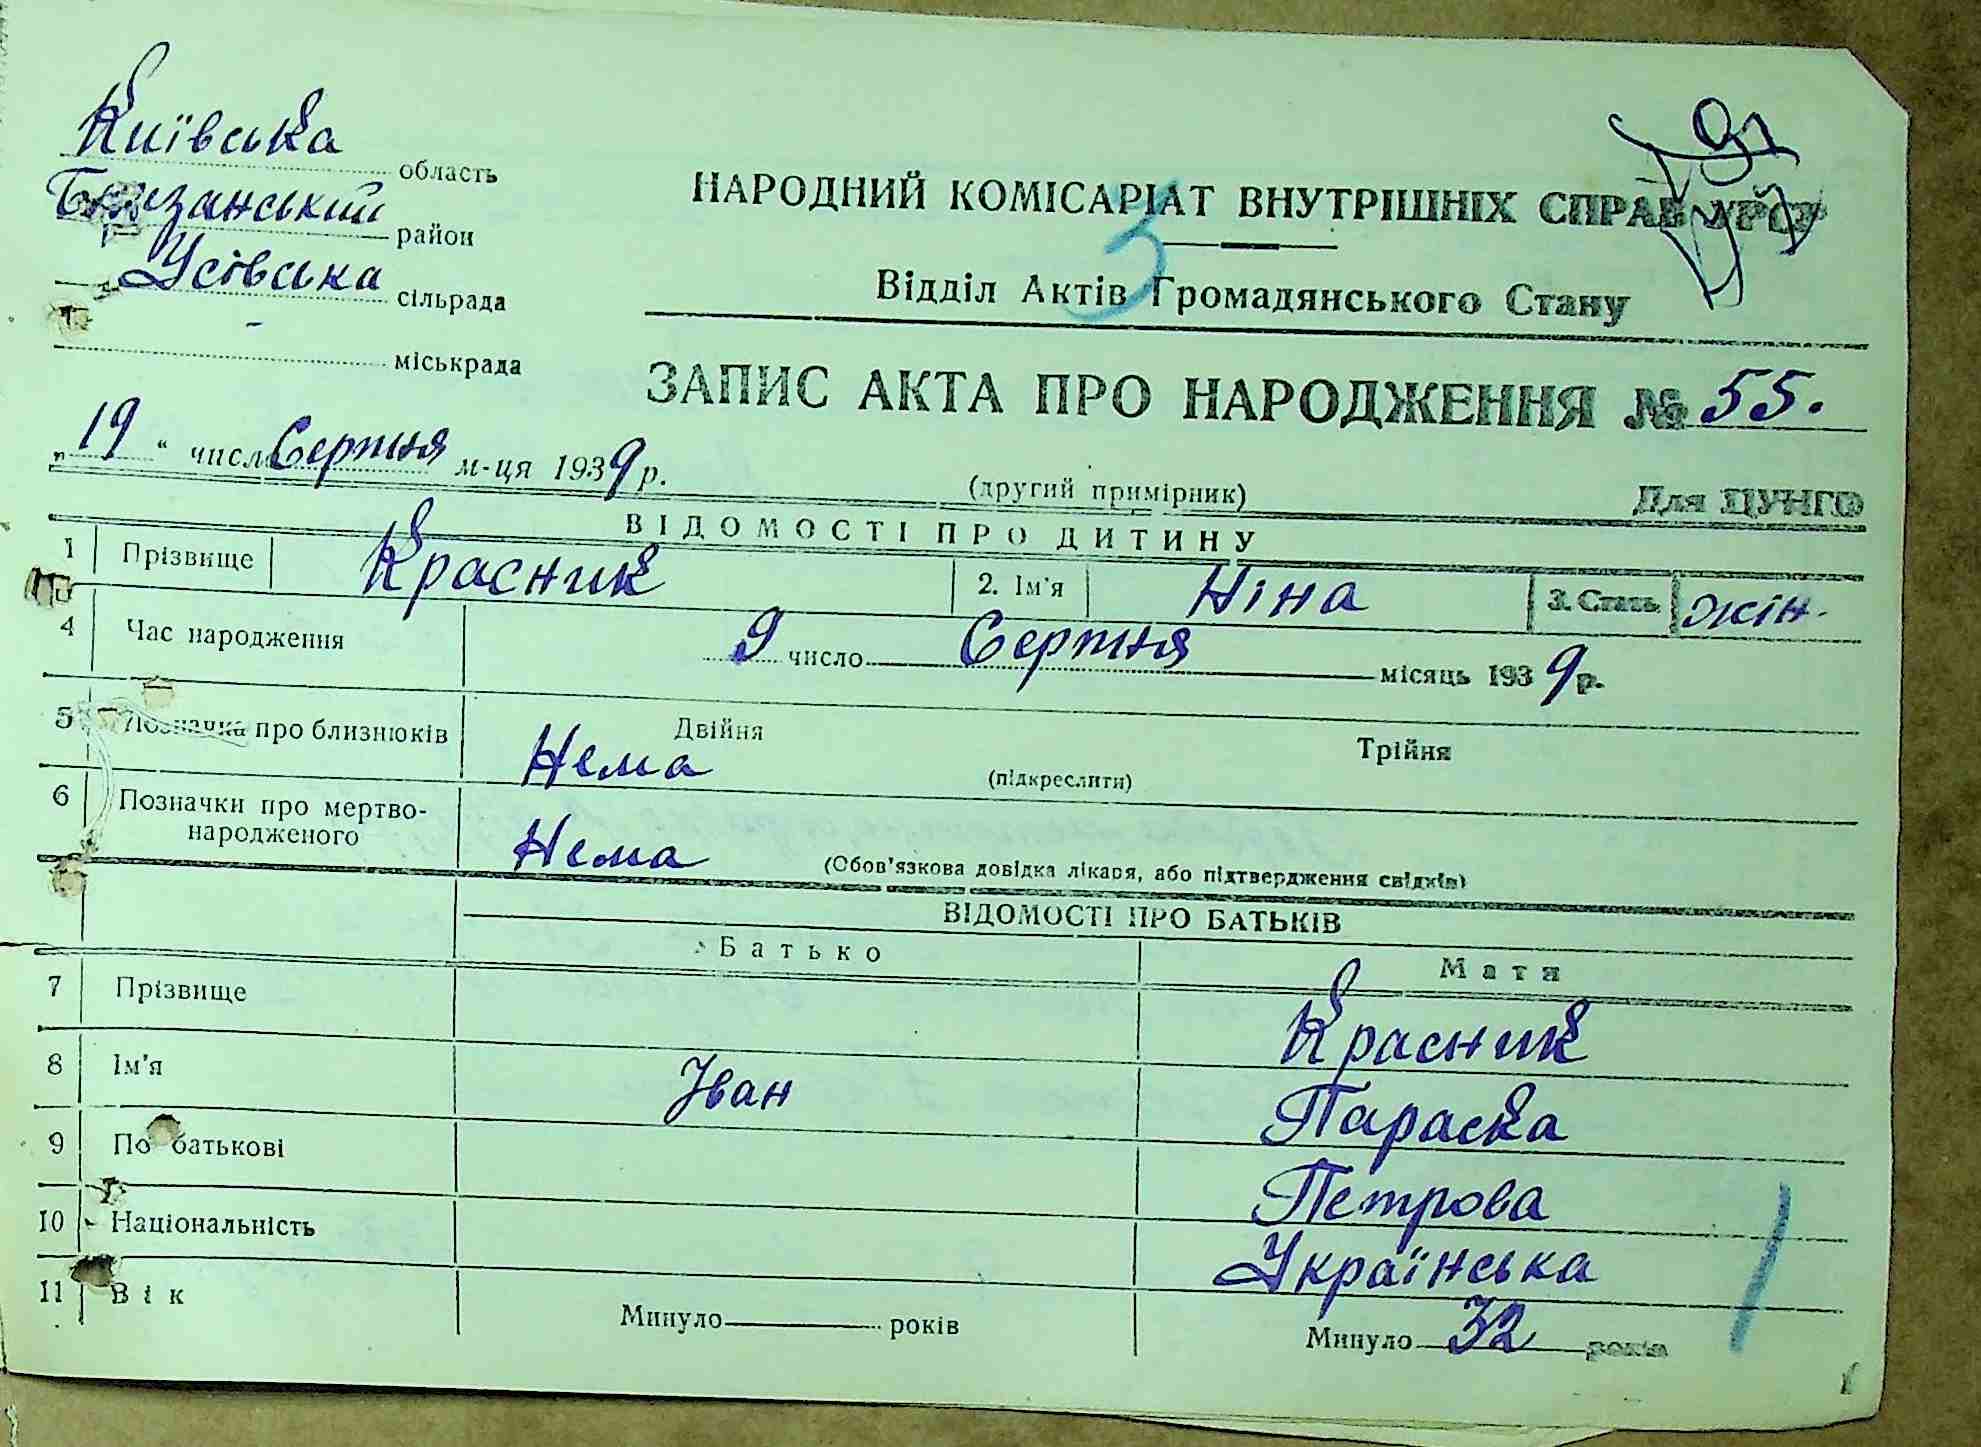 Київська область
Березанський район
Усівська сільрада
- міськрада
НАРОДНИЙ КОМІСАРІАТ ВНУТРІШНІХ СПРАВ УРСР
3
Відділ Актів Громадянського Стану
ЗАПИС АКТА ПРО НАРОДЖЕННЯ № 55.
„19“ число Серпня м-ця 1939 р.
(другий примірник) Для ЦУНГО
ВІДОМОСТІ ПРО ДИТИНУ
1 Прізвище Красник 2. Ім'я Ніна 3. Стать жін.
4 Час народження 9 число Серпня місяць 1939 р.
5 Позначка про близнюків Нема Двійня (підкреслити) Трійня
6 Позначки про мертво-
народженого Нема (Обов'язкова довідка лікаря, або підтвердження свідків)
ВІДОМОСТІ ПРО БАТЬКІВ
Батько Мати
7 Прізвище Красник
8 Ім'я Іван Параска
9 По батькові Петрова
10 Національність Українська
11 Вік Минуло років Минуло 32 років